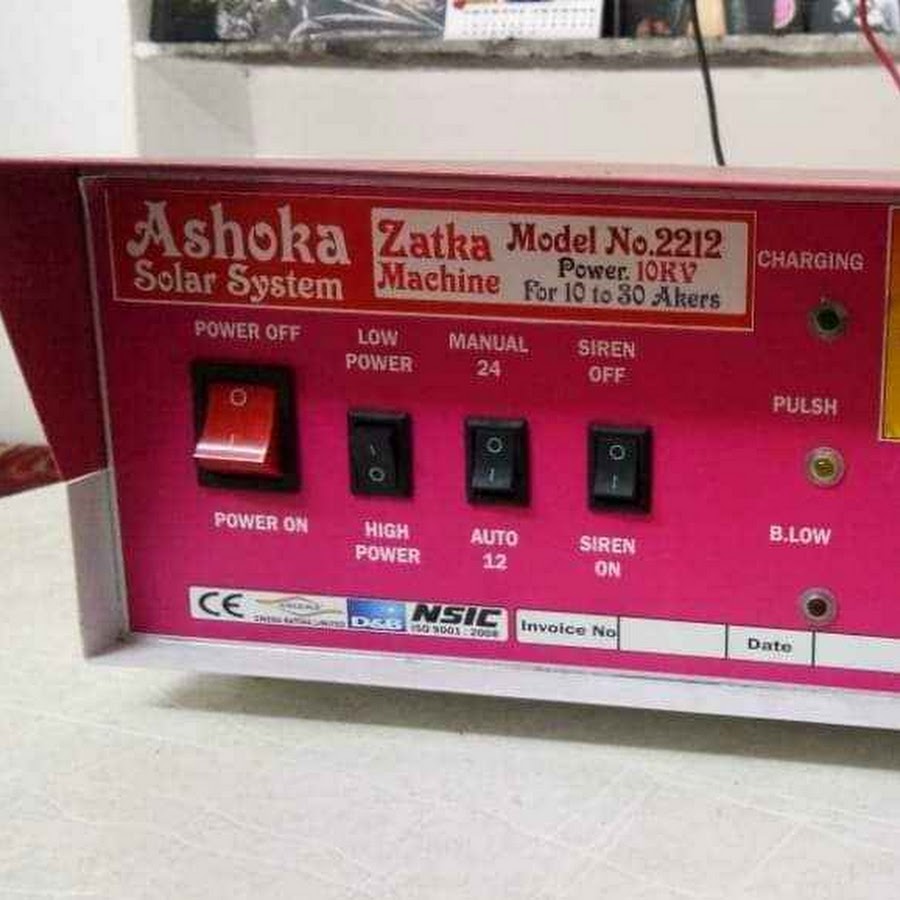 Ashoka
Solar System
Zatka
Machine
Model No.2212
Power. 10KV
For 10 to 30 Akers
CHARGING
POWER OFF
LOW
POWER
MANUAL
24
SIREN
OFF
PULSH
POWER ON
HIGH
POWER
AUTO
12
SIREN
ON
B.LOW
CE
D&B
NSIC
ISO 9001 : 2008
Invoice No
Date